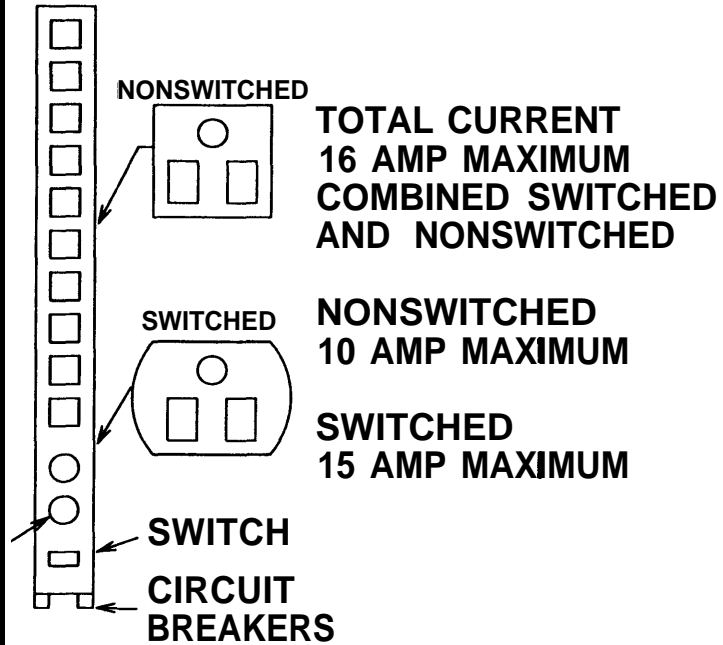 NONSWITCHED
TOTAL CURRENT
16 AMP MAXIMUM
COMBINED SWITCHED
AND NONSWITCHED
SWITCHED
NONSWITCHED
10 AMP MAXIMUM
SWITCHED
15 AMP MAXIMUM
SWITCH
CIRCUIT
BREAKERS